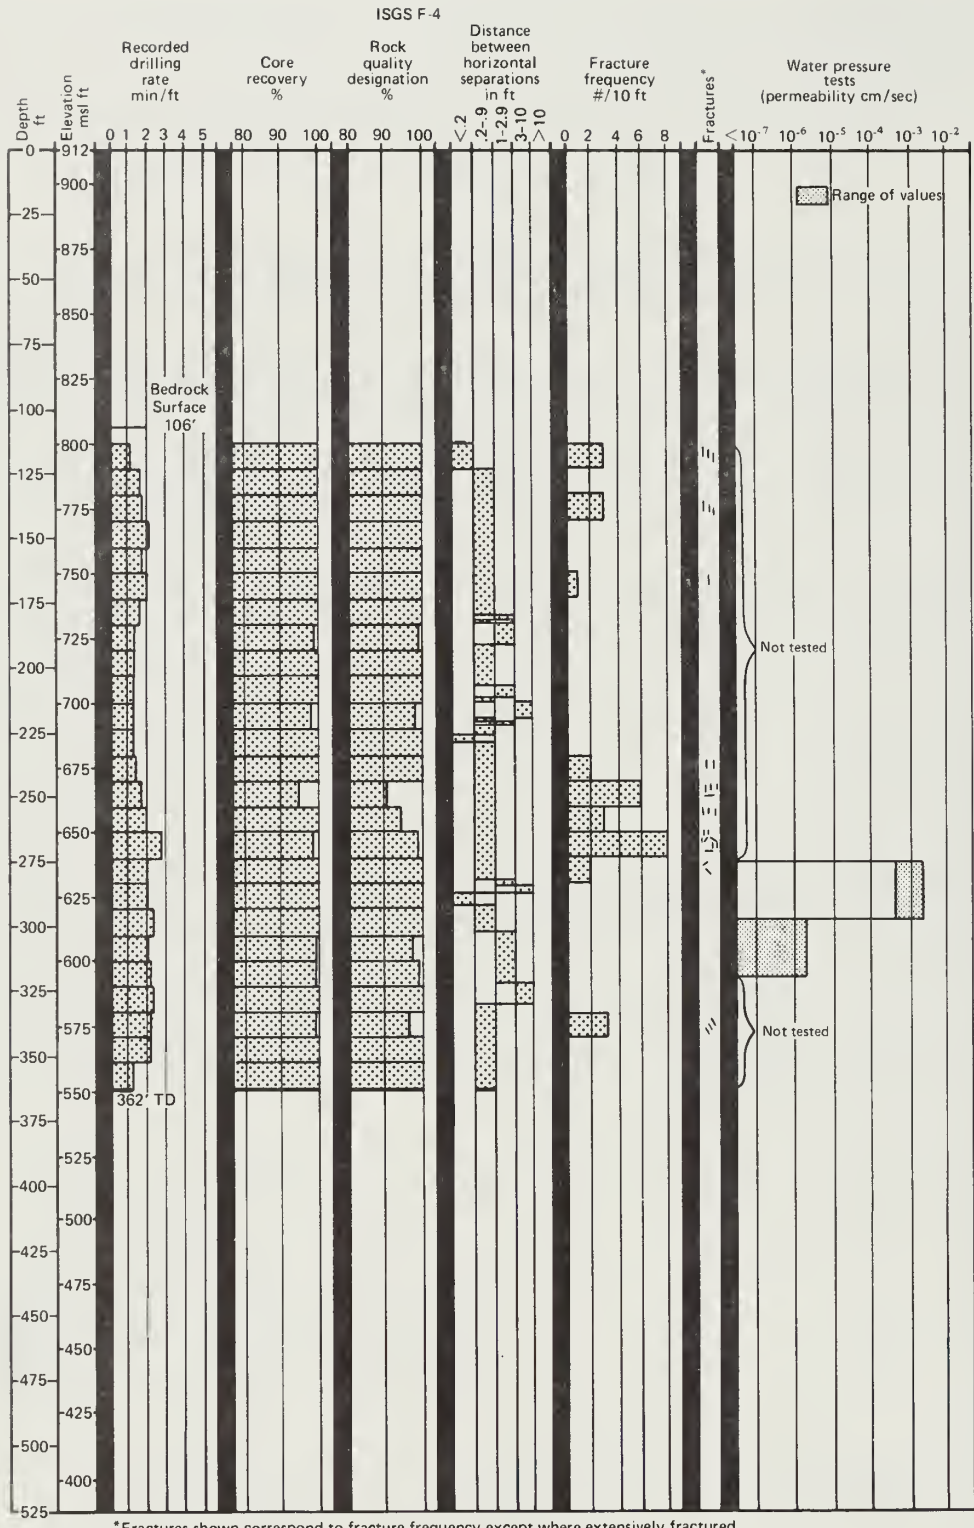 ISGS F-4
Depth
ft
Elevation
msl ft
Recorded
drilling
rate
min/ft
Core
recovery
%
Rock
quality
designation
%
Distance
between
horizontal
separations
in ft
Fracture
frequency
#/10 ft
Fractures*
Water pressure
tests
(permeability cm/sec)
0 1 2 3 4 5
80 90 100
80 90 100
<.2
.2-.9
1-2.9
3-10
>10
0 2 4 6 8
<10-7 10-6 10-5 10-4 10-3 10-2
0 912
900
25
875
50
850
75
825
100
800
125
775
150
750
175
725
200
700
225
675
250
650
275
625
300
600
325
575
350
550
375
525
400
500
425
475
450
450
475
425
500
400
525
Range of values
Bedrock
Surface
106'
Not tested
Not tested
362' TD
*Fractures shown correspond to fracture frequency except where extensively fractured